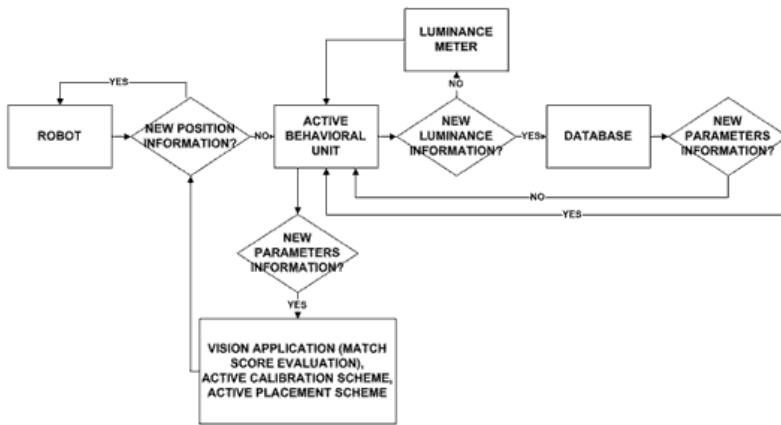 LUMINANCE
METER
YES
NO
ROBOT
NEW POSITION
INFORMATION?
NO
ACTIVE
BEHAVIORAL
UNIT
NEW
LUMINANCE
INFORMATION?
YES
DATABASE
NEW
PARAMETERS
INFORMATION?
NO
YES
NEW
PARAMETERS
INFORMATION?
YES
VISION APPLICATION (MATCH
SCORE EVALUATION),
ACTIVE CALIBRATION SCHEME,
ACTIVE PLACEMENT SCHEME